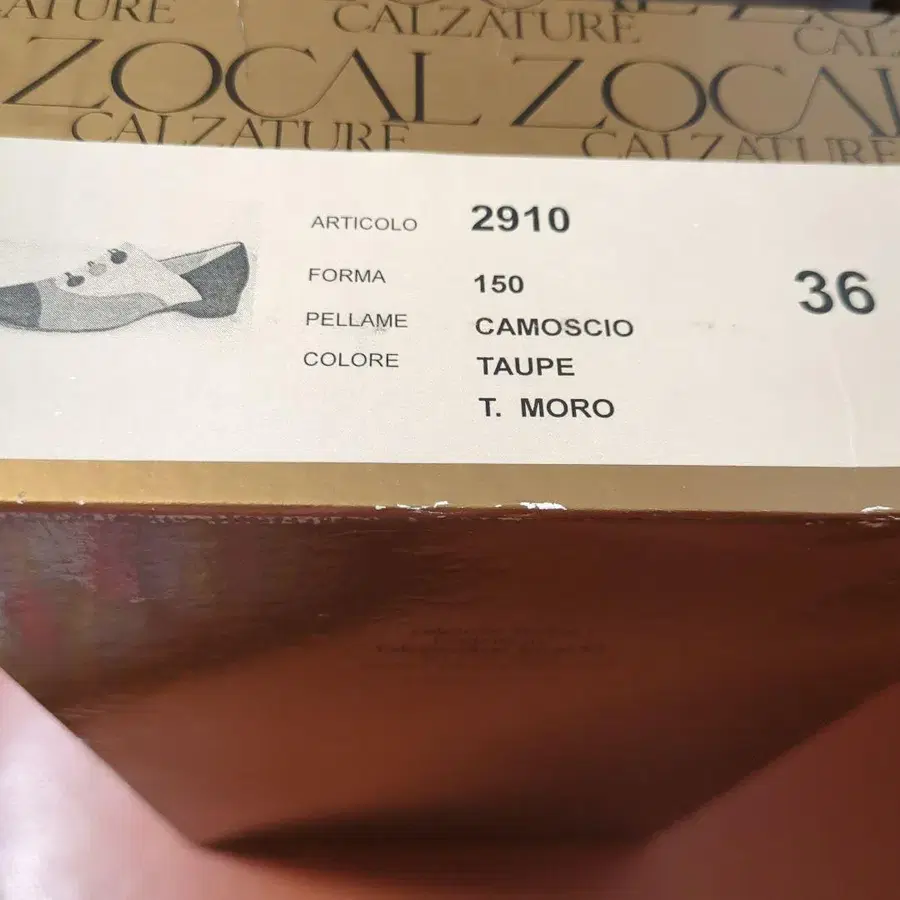 CALZATURE
ZOCAL ZOCAL
CALZATURE CALZATURE
ARTICOLO 2910
FORMA 150
36
PELLAME CAMOSCIO
COLORE TAUPE
T. MORO